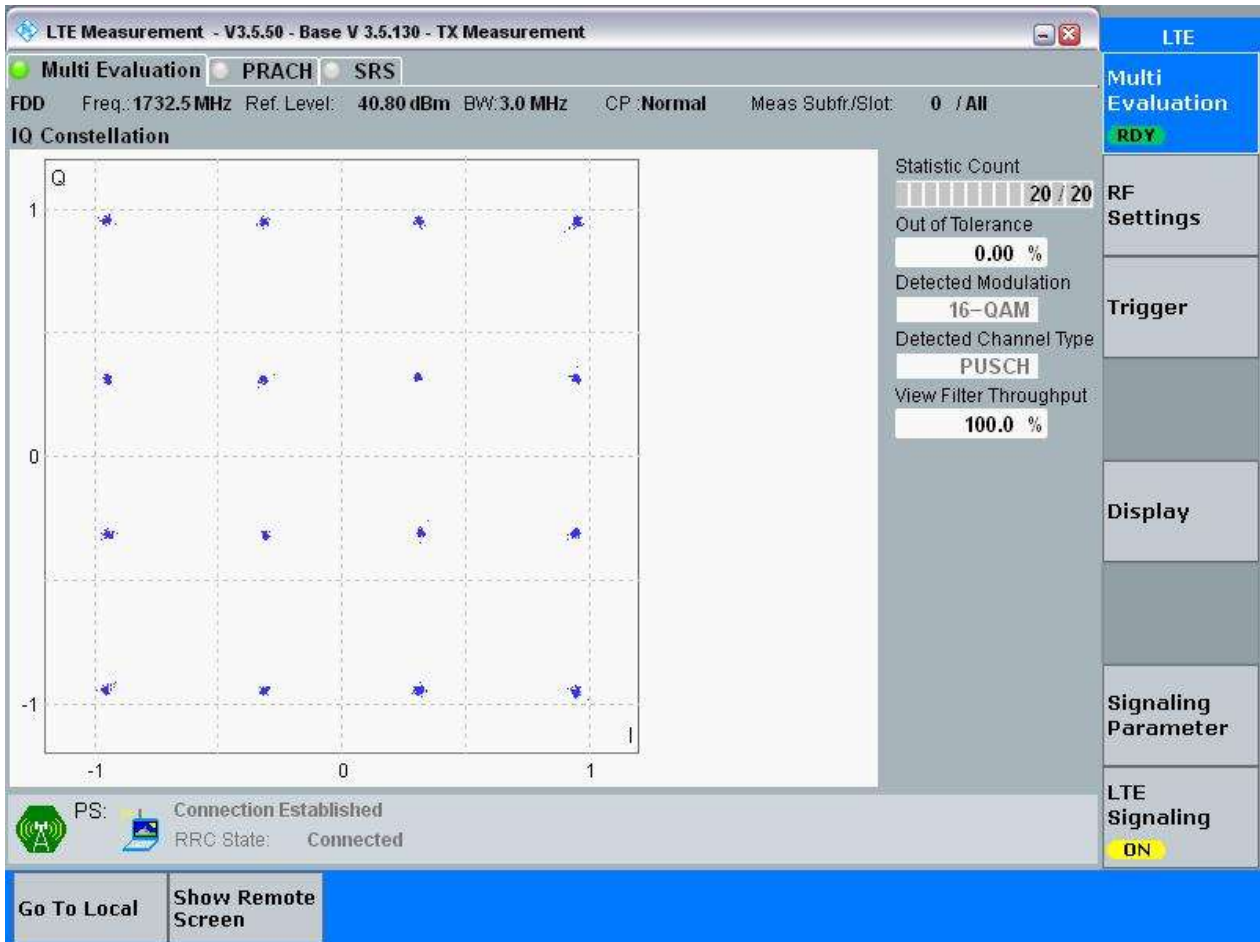 LTE Measurement - V3.5.50 - Base V 3.5.130 - TX Measurement
LTE
Multi Evaluation PRACH SRS
FDD Freq.: 1732.5 MHz Ref. Level: 40.80 dBm BW: 3.0 MHz CP : Normal Meas Subfr./Slot: 0 / All
IQ Constellation
Q
1
0
-1
I
-1 0 1
Statistic Count
20 / 20
Out of Tolerance
0.00 %
Detected Modulation
16-QAM
Detected Channel Type
PUSCH
View Filter Throughput
100.0 %
Multi
Evaluation
RDY
RF
Settings
Trigger
Display
Signaling
Parameter
LTE
Signaling
ON
PS: Connection Established
RRC State: Connected
Go To Local
Show Remote
Screen